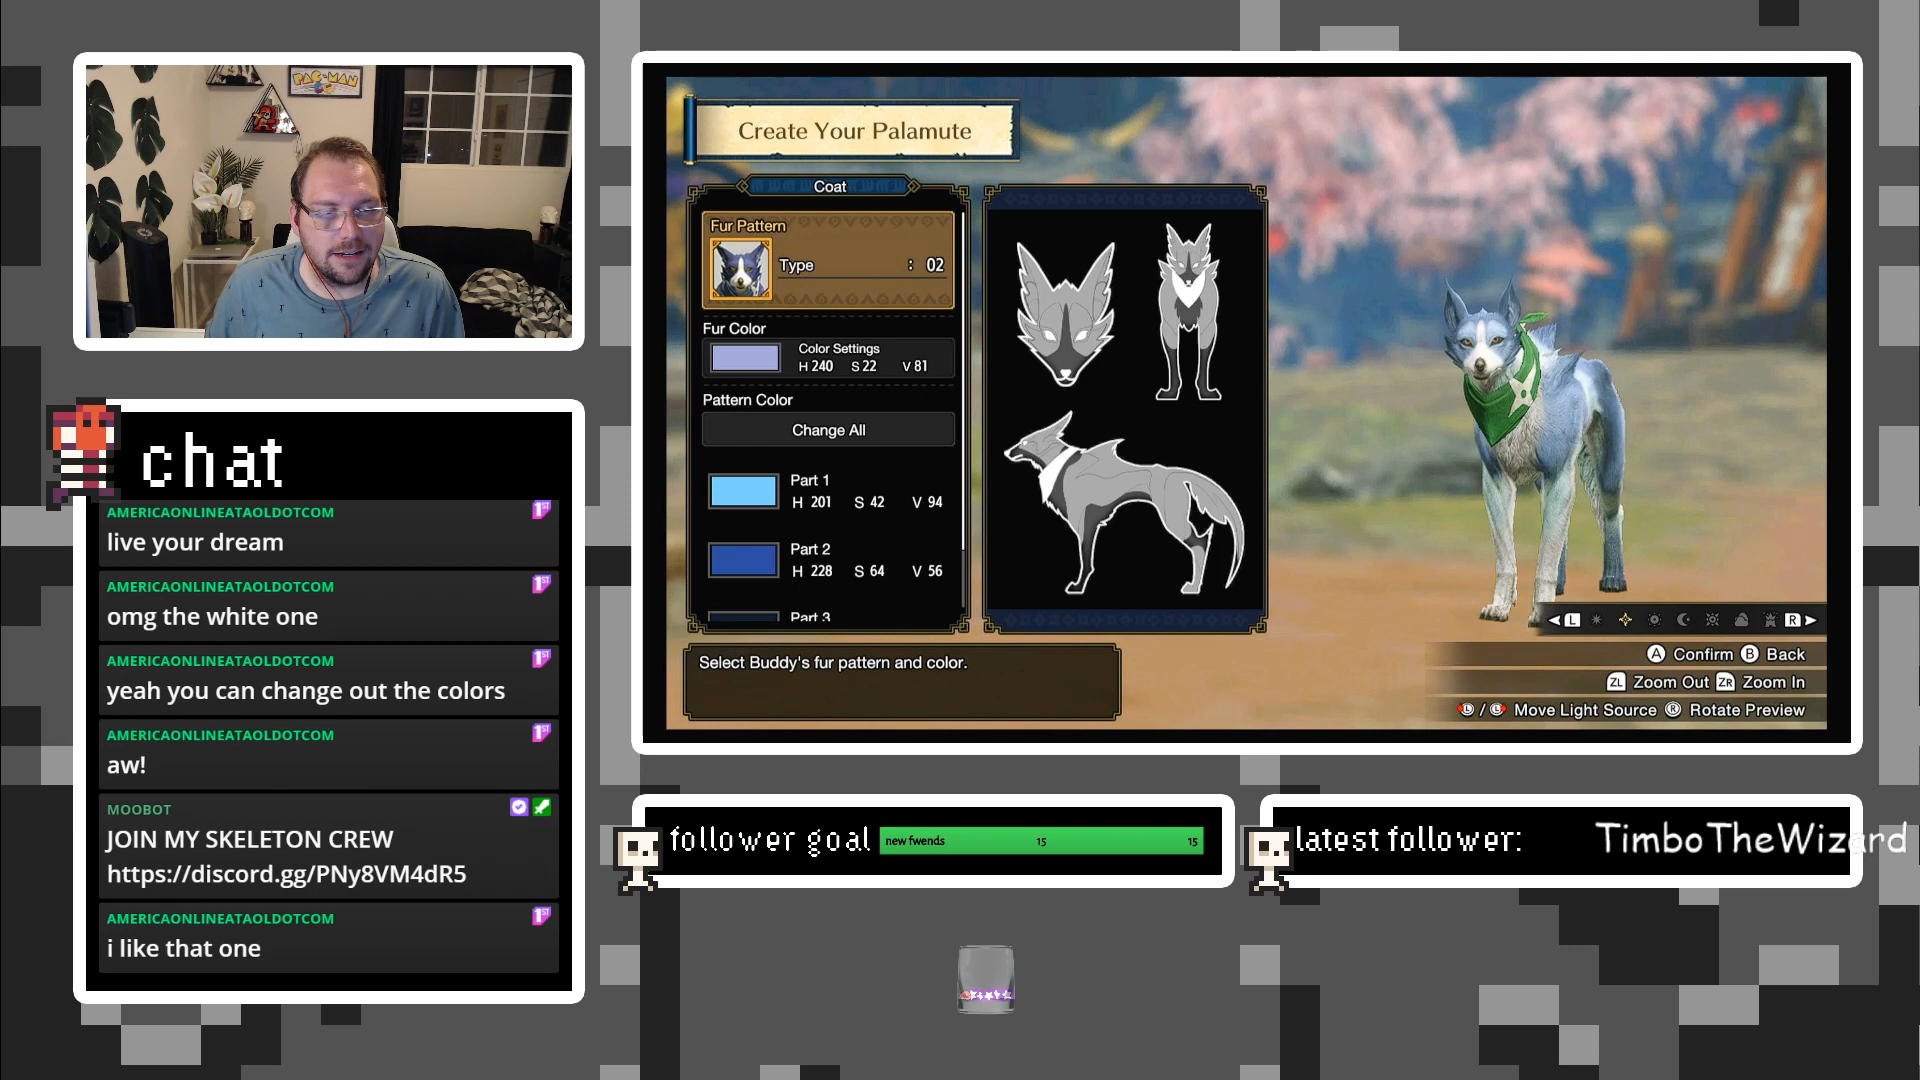 PAC-MAN
chat
AMERICAONLINEATAOLDOTCOM
live your dream
AMERICAONLINEATAOLDOTCOM
omg the white one
AMERICAONLINEATAOLDOTCOM
yeah you can change out the colors
AMERICAONLINEATAOLDOTCOM
aw!
MOOBOT
JOIN MY SKELETON CREW
https://discord.gg/PNy8VM4dR5
AMERICAONLINEATAOLDOTCOM
i like that one
Create Your Palamute
Coat
Fur Pattern
Type : 02
Fur Color
Color Settings
H 240 S 22 V 81
Pattern Color
Change All
Part 1
H 201 S 42 V 94
Part 2
H 228 S 64 V 56
Part 3
Select Buddy's fur pattern and color.
L R
A Confirm B Back
ZL Zoom Out ZR Zoom In
L / L Move Light Source R Rotate Preview
follower goal new fwends 15 15
latest follower: TimboTheWizard